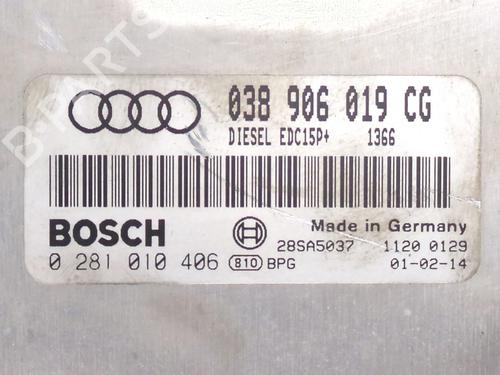 038 906 019 CG
DIESEL EDC15P+ 1366
BOSCH
Made in Germany
28SA5037 1120 0129
0 281 010 406 810 BPG 01-02-14
B-PARTS